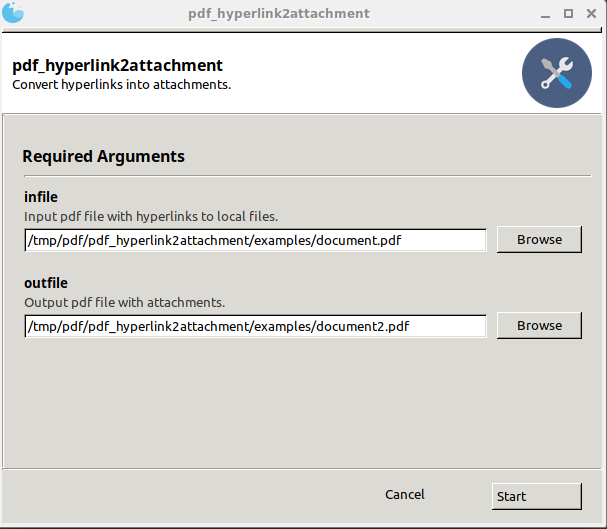 pdf_hyperlink2attachment
pdf_hyperlink2attachment
Convert hyperlinks into attachments.
Required Arguments
infile
Input pdf file with hyperlinks to local files.
/tmp/pdf/pdf_hyperlink2attachment/examples/document.pdf
Browse
outfile
Output pdf file with attachments.
/tmp/pdf/pdf_hyperlink2attachment/examples/document2.pdf
Browse
Cancel
Start